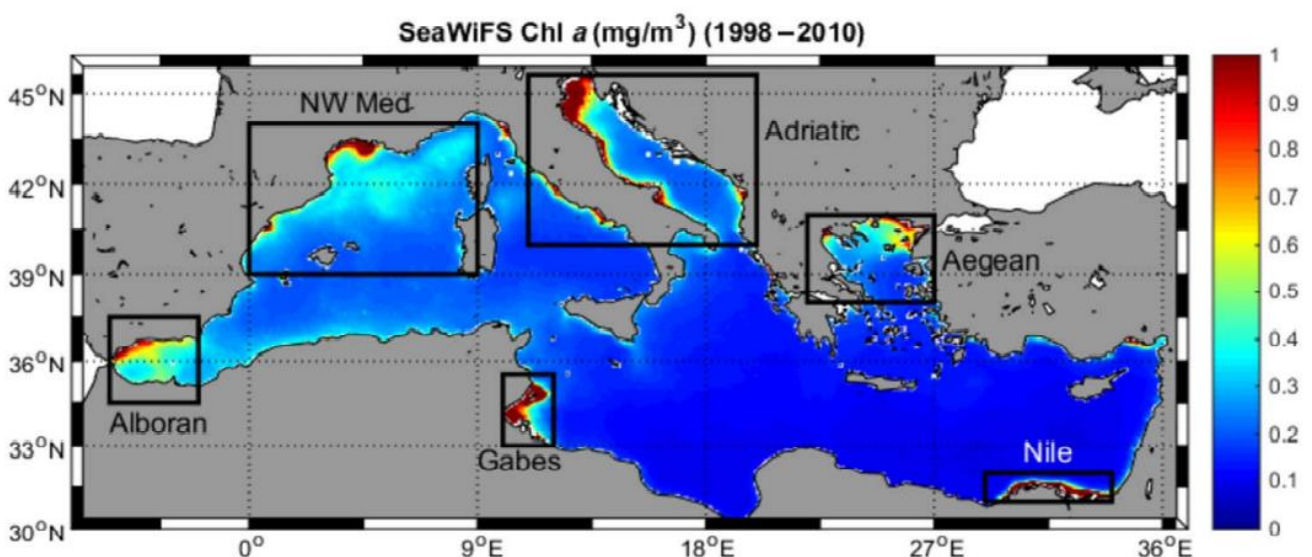 SeaWiFS Chl a (mg/m³) (1998–2010)
45°N
42°N
39°N
36°N
33°N
30°N
0°
9°E
18°E
27°E
36°E
NW Med
Adriatic
Aegean
Alboran
Gabes
Nile
1
0.9
0.8
0.7
0.6
0.5
0.4
0.3
0.2
0.1
0